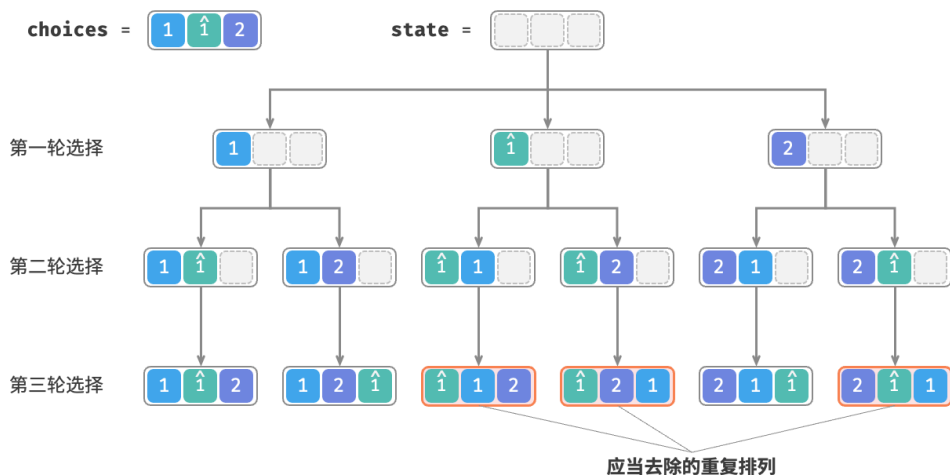 choices = 1 1̂ 2 state =
第一轮选择 1 1̂ 2
第二轮选择 1 1̂ 1 2 1̂ 1 1̂ 2 2 1 2 1̂
第三轮选择 1 1̂ 2 1 2 1̂ 1̂ 1 2 1̂ 2 1 2 1 1̂ 2 1̂ 1
应当去除的重复排列